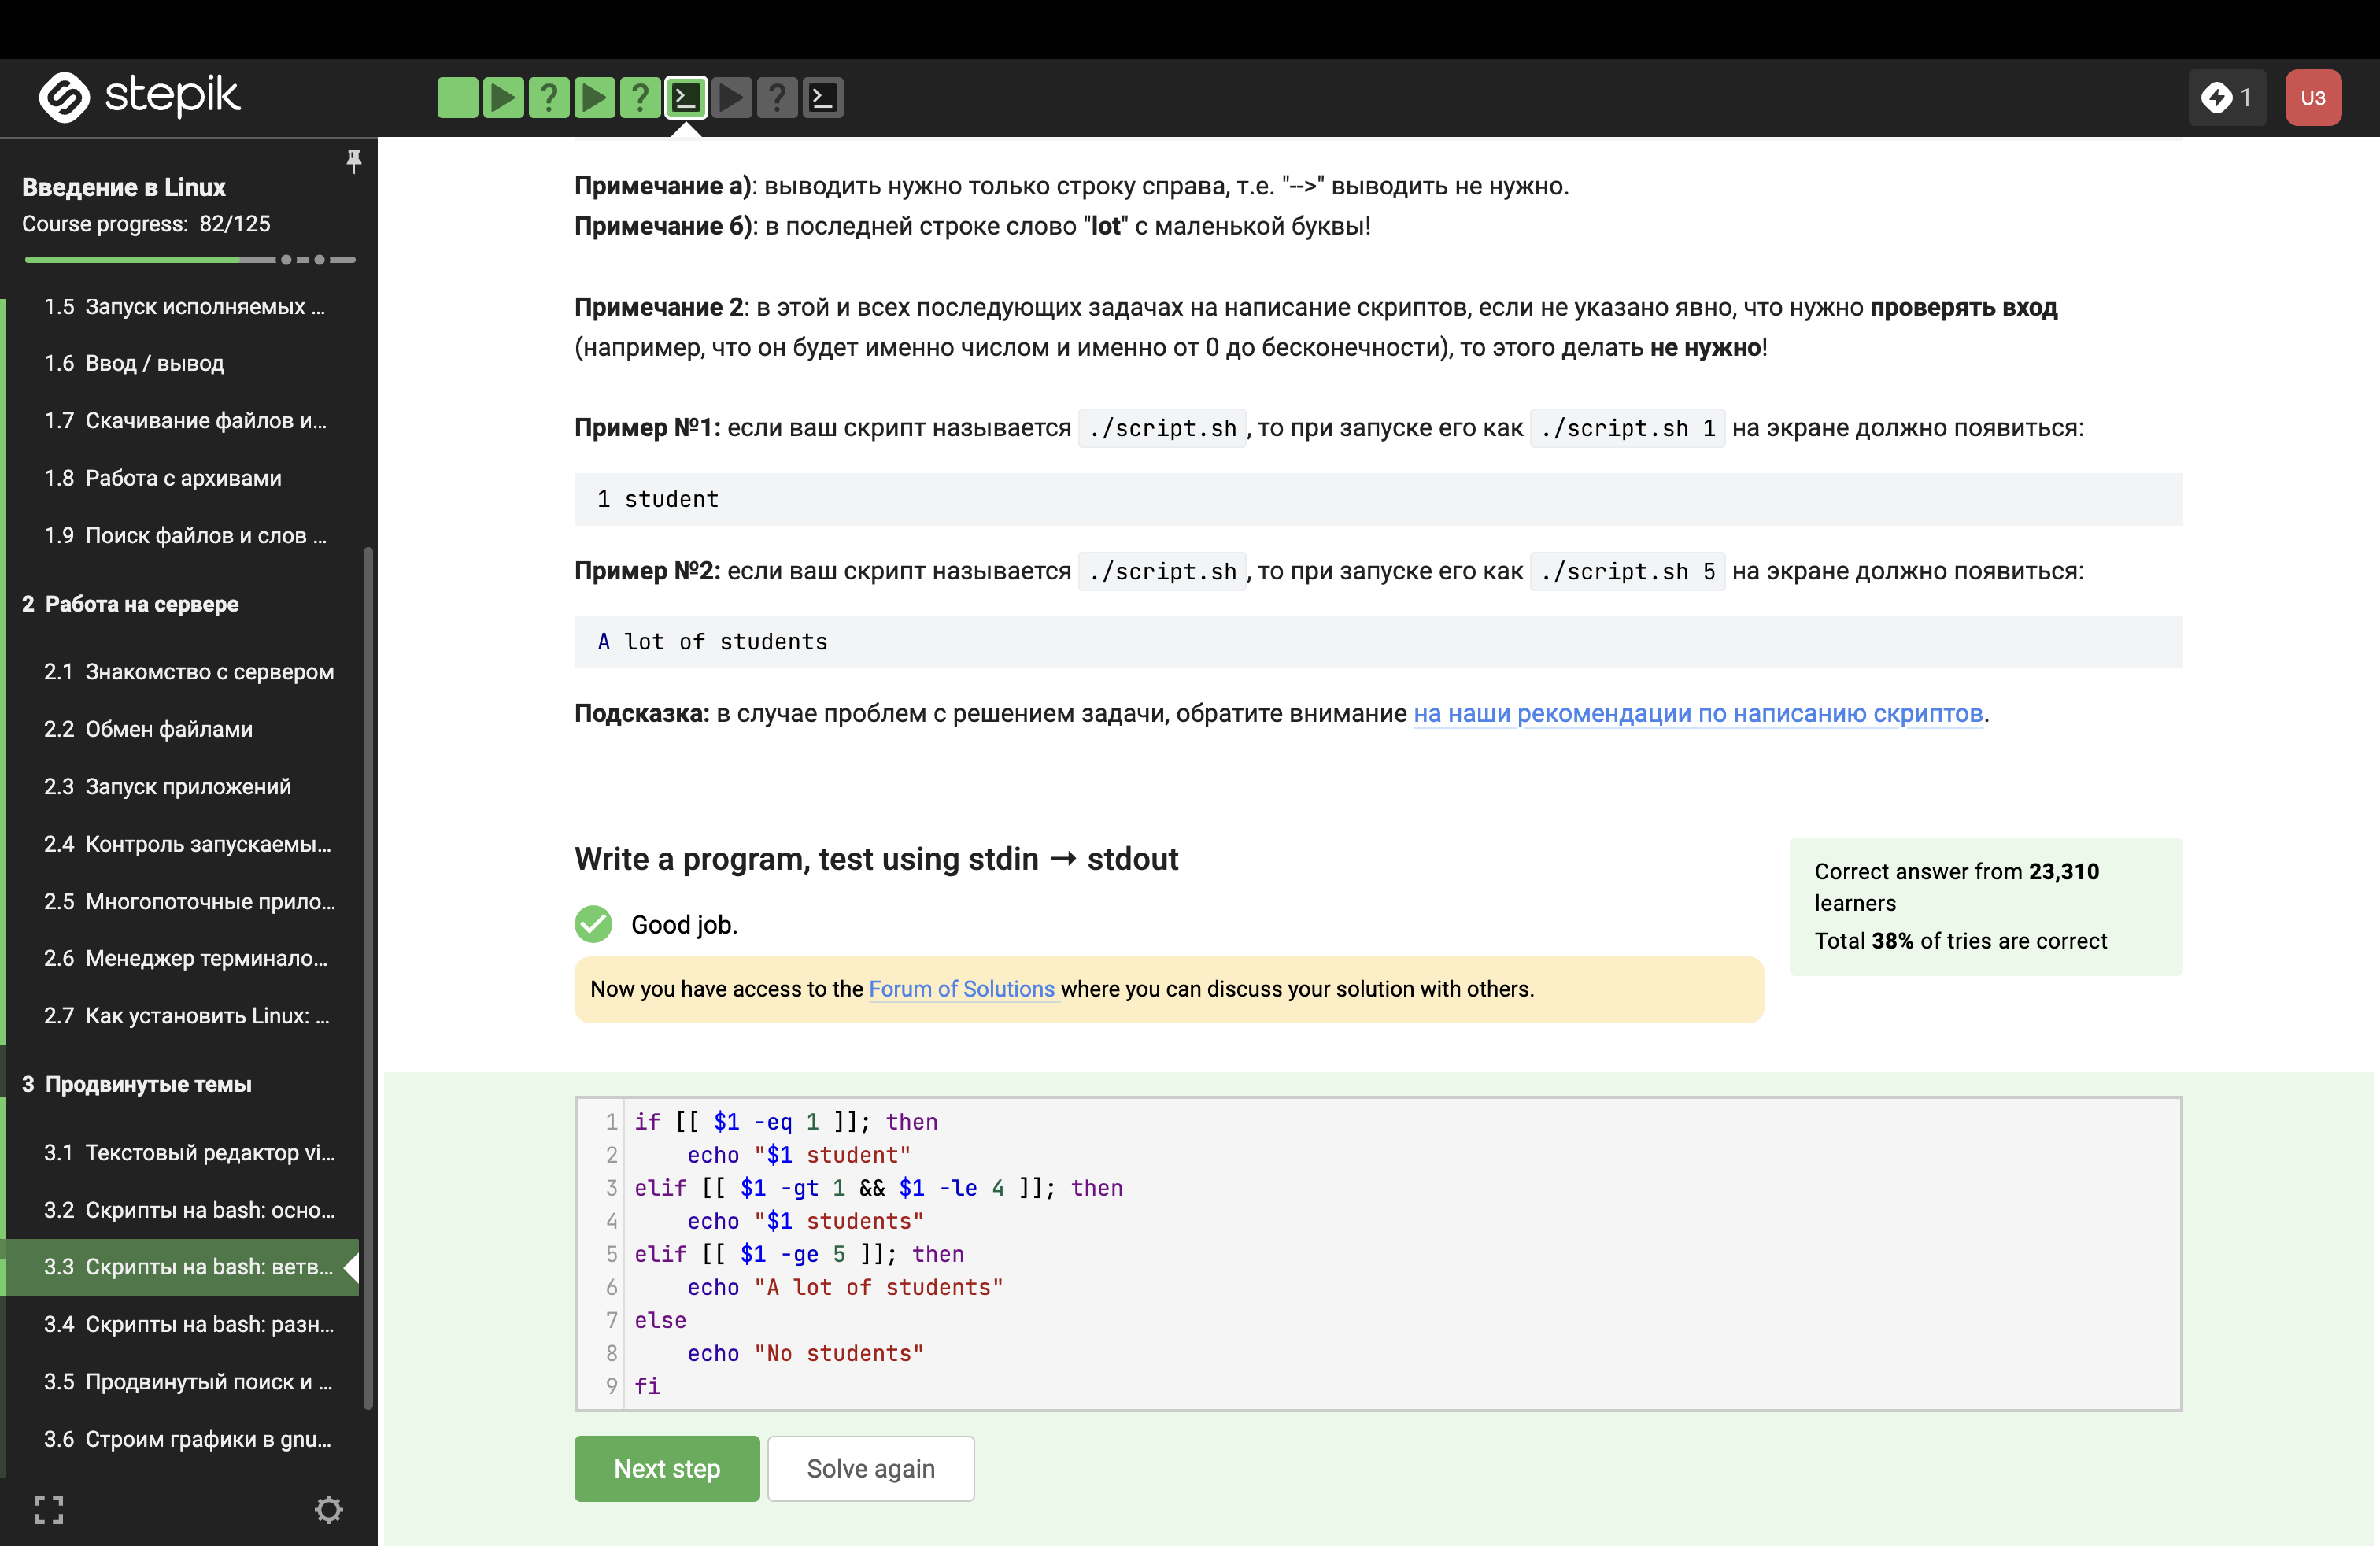 stepik
?
?
?
1
U3
Введение в Linux
Course progress: 82/125
1.5 Запуск исполняемых ...
1.6 Ввод / вывод
1.7 Скачивание файлов и...
1.8 Работа с архивами
1.9 Поиск файлов и слов ...
2 Работа на сервере
2.1 Знакомство с сервером
2.2 Обмен файлами
2.3 Запуск приложений
2.4 Контроль запускаемы...
2.5 Многопоточные прило...
2.6 Менеджер терминало...
2.7 Как установить Linux: ...
3 Продвинутые темы
3.1 Текстовый редактор vi...
3.2 Скрипты на bash: осно...
3.3 Скрипты на bash: ветв...
3.4 Скрипты на bash: разн...
3.5 Продвинутый поиск и ...
3.6 Строим графики в gnu...
Примечание а): выводить нужно только строку справа, т.е. "-->" выводить не нужно.
Примечание б): в последней строке слово "lot" с маленькой буквы!
Примечание 2: в этой и всех последующих задачах на написание скриптов, если не указано явно, что нужно проверять вход
(например, что он будет именно числом и именно от 0 до бесконечности), то этого делать не нужно!
Пример №1: если ваш скрипт называется ./script.sh , то при запуске его как ./script.sh 1 на экране должно появиться:
1 student
Пример №2: если ваш скрипт называется ./script.sh , то при запуске его как ./script.sh 5 на экране должно появиться:
A lot of students
Подсказка: в случае проблем с решением задачи, обратите внимание на наши рекомендации по написанию скриптов.
Write a program, test using stdin → stdout
Good job.
Now you have access to the Forum of Solutions where you can discuss your solution with others.
Correct answer from 23,310
learners
Total 38% of tries are correct
1 if [[ $1 -eq 1 ]]; then
2     echo "$1 student"
3 elif [[ $1 -gt 1 && $1 -le 4 ]]; then
4     echo "$1 students"
5 elif [[ $1 -ge 5 ]]; then
6     echo "A lot of students"
7 else
8     echo "No students"
9 fi
Next step
Solve again